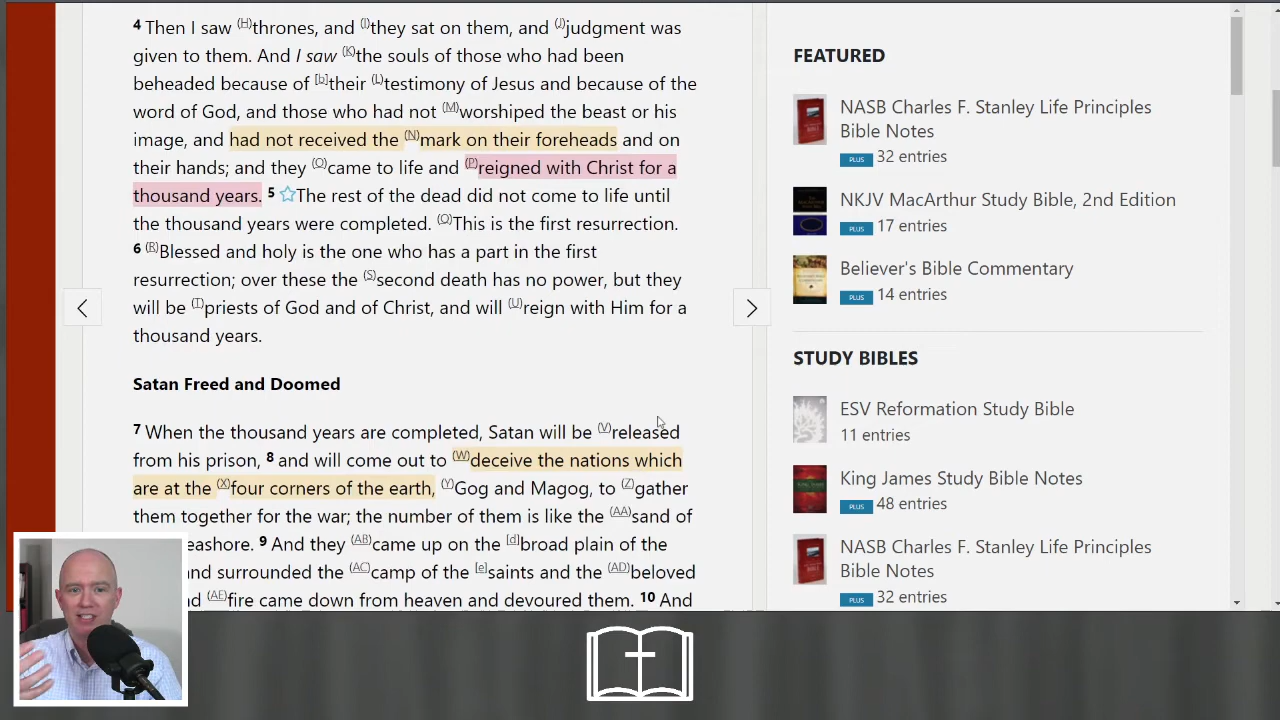 4 Then I saw (H)thrones, and (I)they sat on them, and (J)judgment was
given to them. And I saw (K)the souls of those who had been
beheaded because of [b]their (L)testimony of Jesus and because of the
word of God, and those who had not (M)worshiped the beast or his
image, and had not received the (N)mark on their foreheads and on
their hands; and they (O)came to life and (P)reigned with Christ for a
thousand years. 5 The rest of the dead did not come to life until
the thousand years were completed. (Q)This is the first resurrection.
6 (R)Blessed and holy is the one who has a part in the first
resurrection; over these the (S)second death has no power, but they
will be (T)priests of God and of Christ, and will (U)reign with Him for a
thousand years.
Satan Freed and Doomed
7 When the thousand years are completed, Satan will be (V)released
from his prison, 8 and will come out to (W)deceive the nations which
are at the (X)four corners of the earth, (Y)Gog and Magog, to (Z)gather
them together for the war; the number of them is like the (AA)sand of
eashore. 9 And they (AB)came up on the [d]broad plain of the
nd surrounded the (AC)camp of the [e]saints and the (AD)beloved
d (AE)fire came down from heaven and devoured them. 10 And
FEATURED
NASB Charles F. Stanley Life Principles
Bible Notes
PLUS 32 entries
NKJV MacArthur Study Bible, 2nd Edition
PLUS 17 entries
Believer's Bible Commentary
PLUS 14 entries
STUDY BIBLES
ESV Reformation Study Bible
11 entries
King James Study Bible Notes
PLUS 48 entries
NASB Charles F. Stanley Life Principles
Bible Notes
PLUS 32 entries